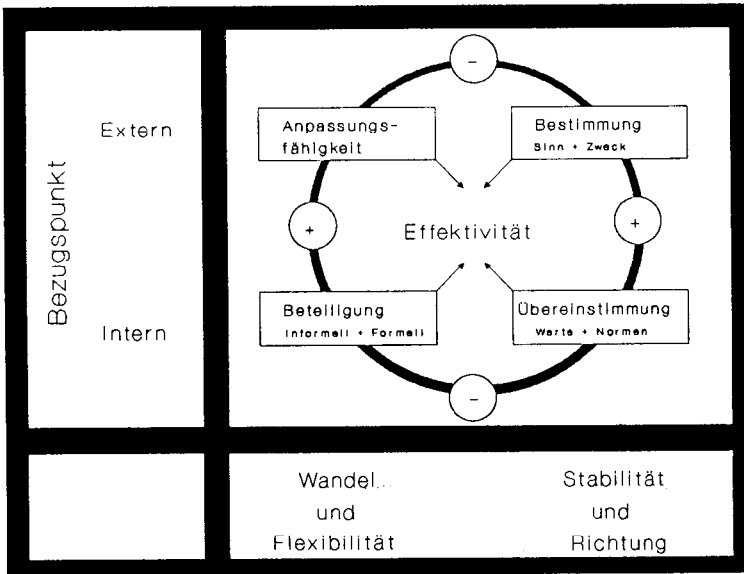 Bezugspunkt
Extern
Intern
−
Anpassungs-
fähigkeit
Bestimmung
Sinn + Zweck
+
Effektivität
+
Beteiligung
Informell + Formell
Übereinstimmung
Werte + Normen
−
Wandel
und
Flexibilität
Stabilität
und
Richtung